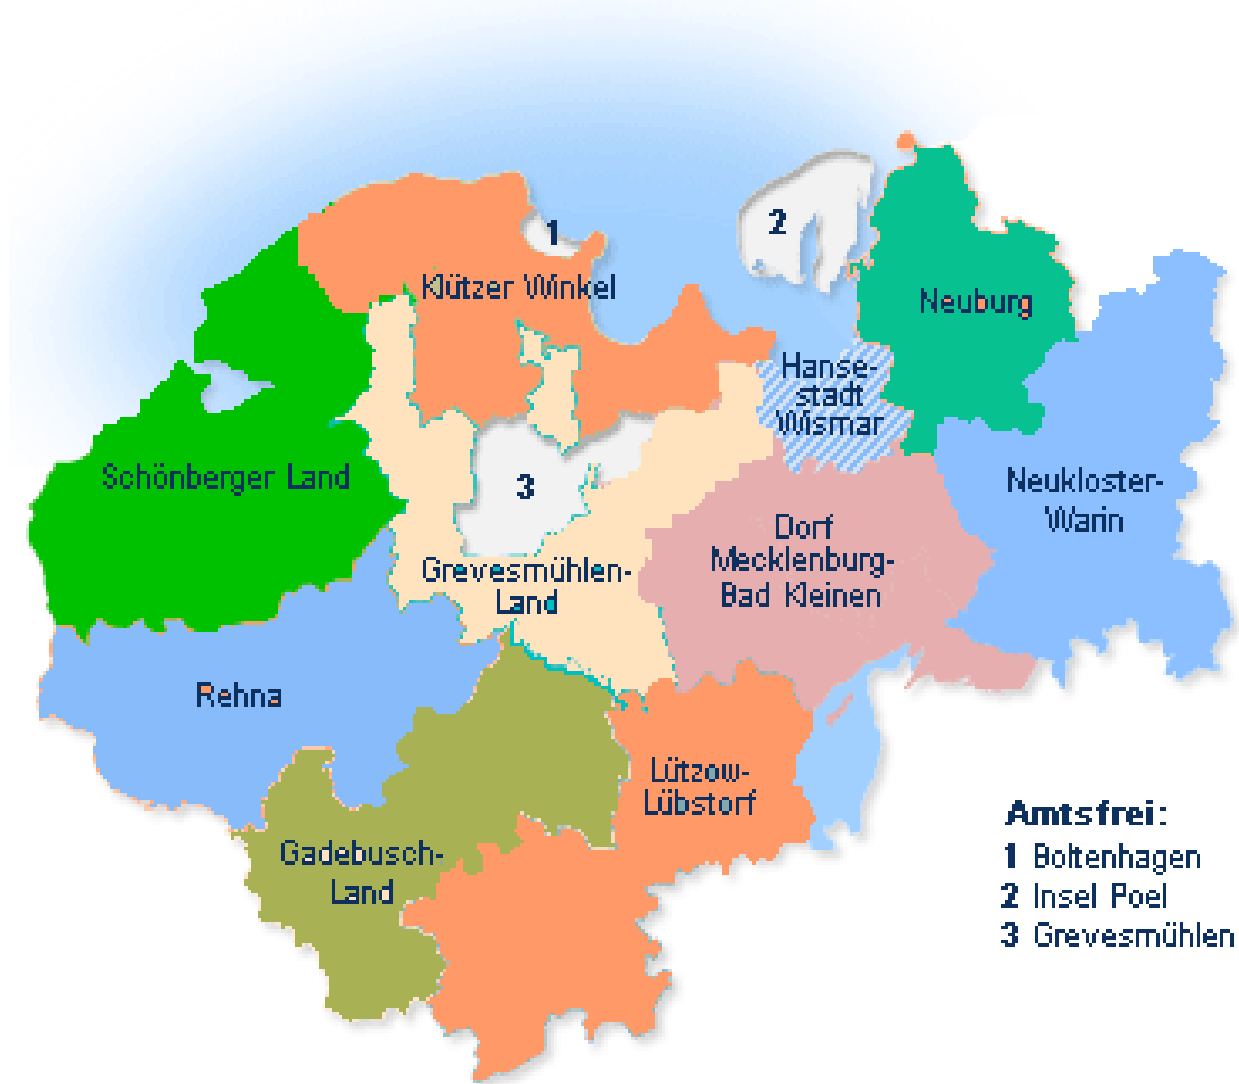 1
2
Klützer Winkel
Neuburg
Hanse-
stadt
Wismar
Schönberger Land
3
Neukloster-
Warin
Dorf
Mecklenburg-
Bad Kleinen
Grevesmühlen-
Land
Rehna
Lützow-
Lübstorf
Gadebusch-
Land
Amtsfrei:
1 Boltenhagen
2 Insel Poel
3 Grevesmühlen